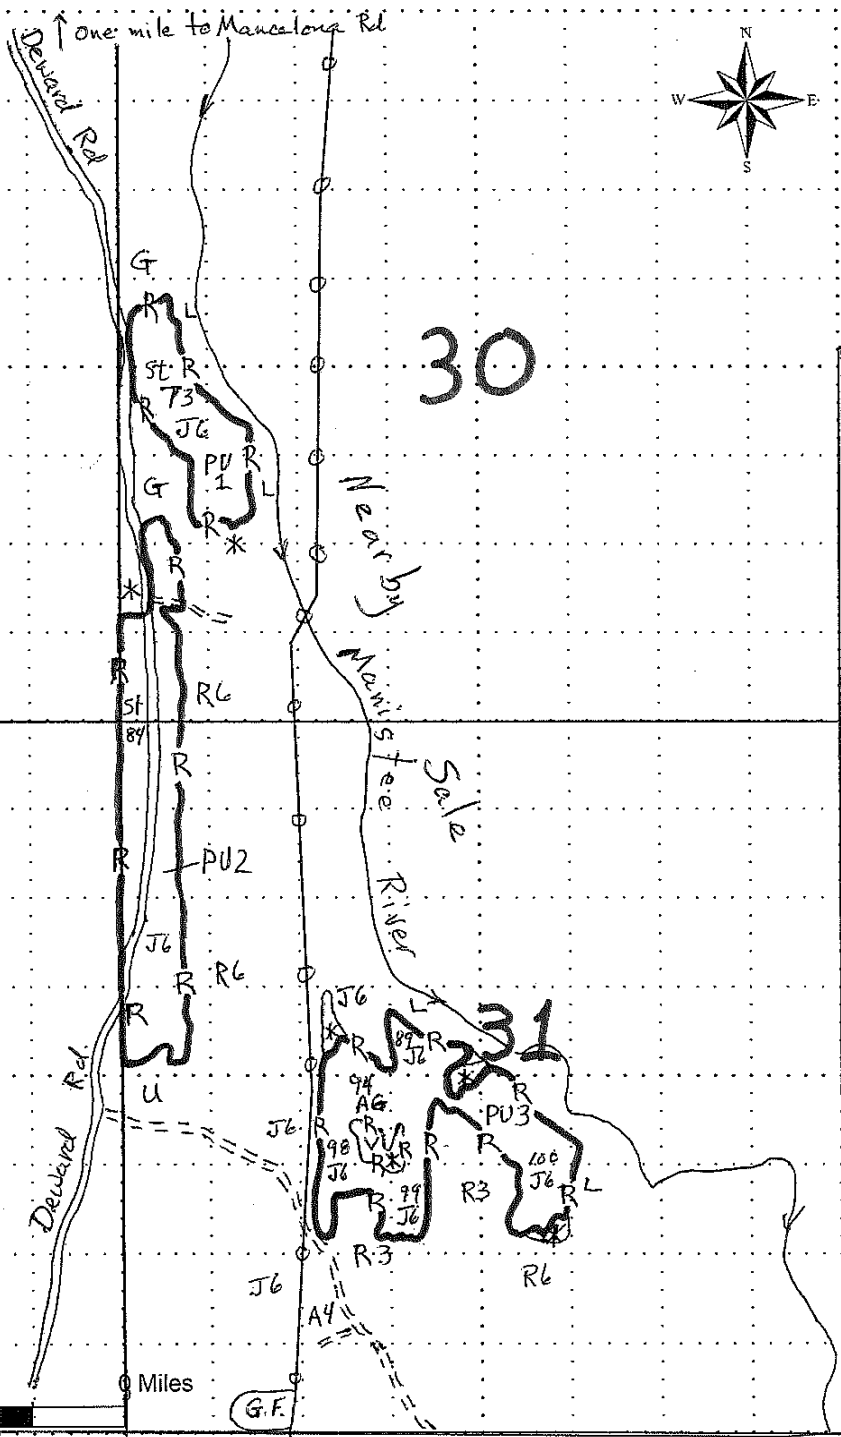 One mile to Mancelona Rd
Deward Rd
N
W E
S
G
R L
30
St R
73
R J6
PU R
1
G L
R
*
Nearby
R
*
R R6
St
84
Manistee
River
Sale
R
R PU2
J6
R R6
R
U
J6
L
31
*
R 89 R
J6
*
94
AG
R
PU3
R
J6 R
98
J6
V U
R * R
R
R
100
J6
R L
R 99
J6
R3
*
R.3
R6
Deward Rd.
J6
A4
0 Miles
G.F.